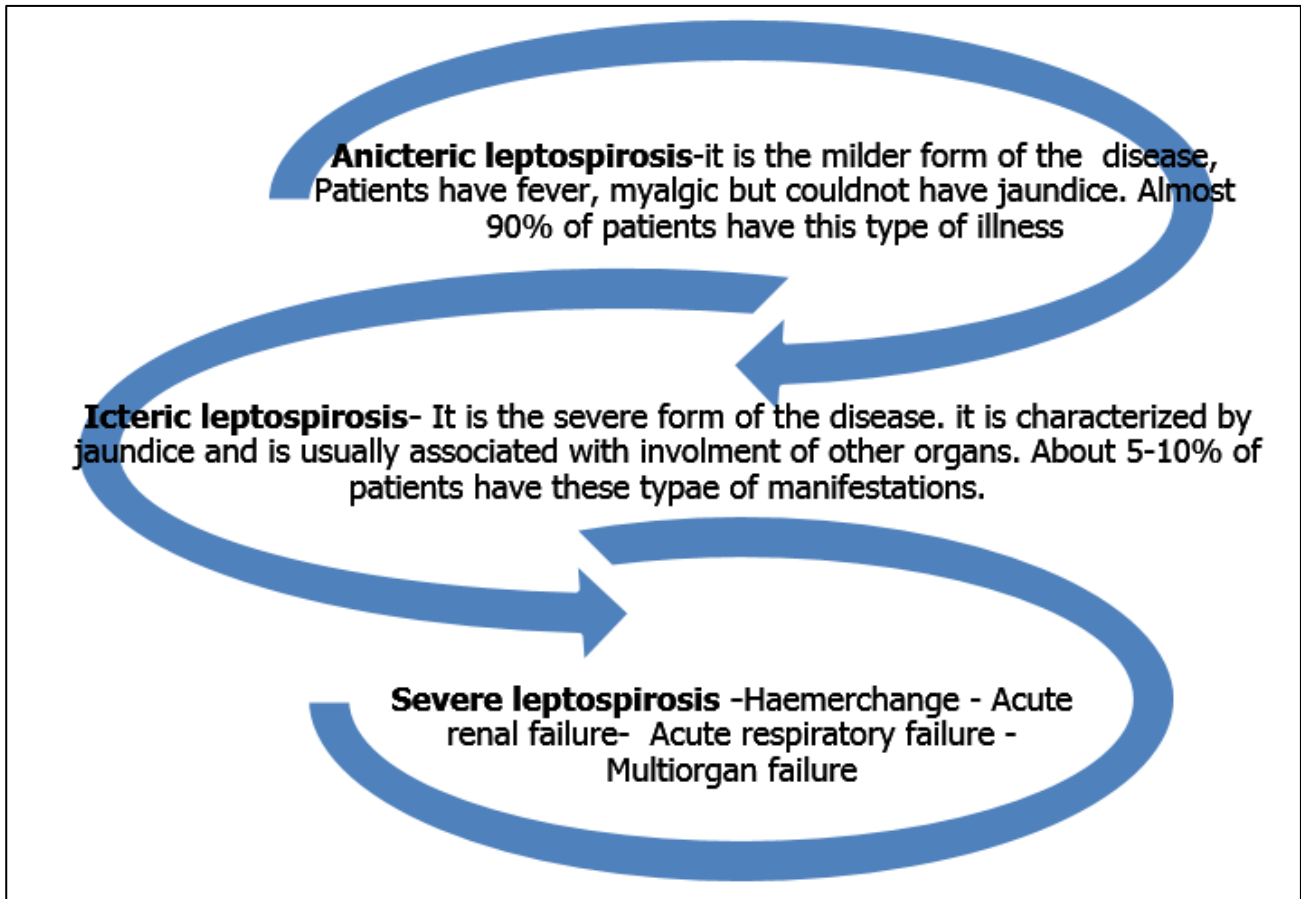 Anicteric leptospirosis-it is the milder form of the disease,
Patients have fever, myalgic but couldnot have jaundice. Almost
90% of patients have this type of illness
Icteric leptospirosis- It is the severe form of the disease. it is characterized by
jaundice and is usually associated with involment of other organs. About 5-10% of
patients have these typae of manifestations.
Severe leptospirosis -Haemerchange - Acute
renal failure- Acute respiratory failure -
Multiorgan failure